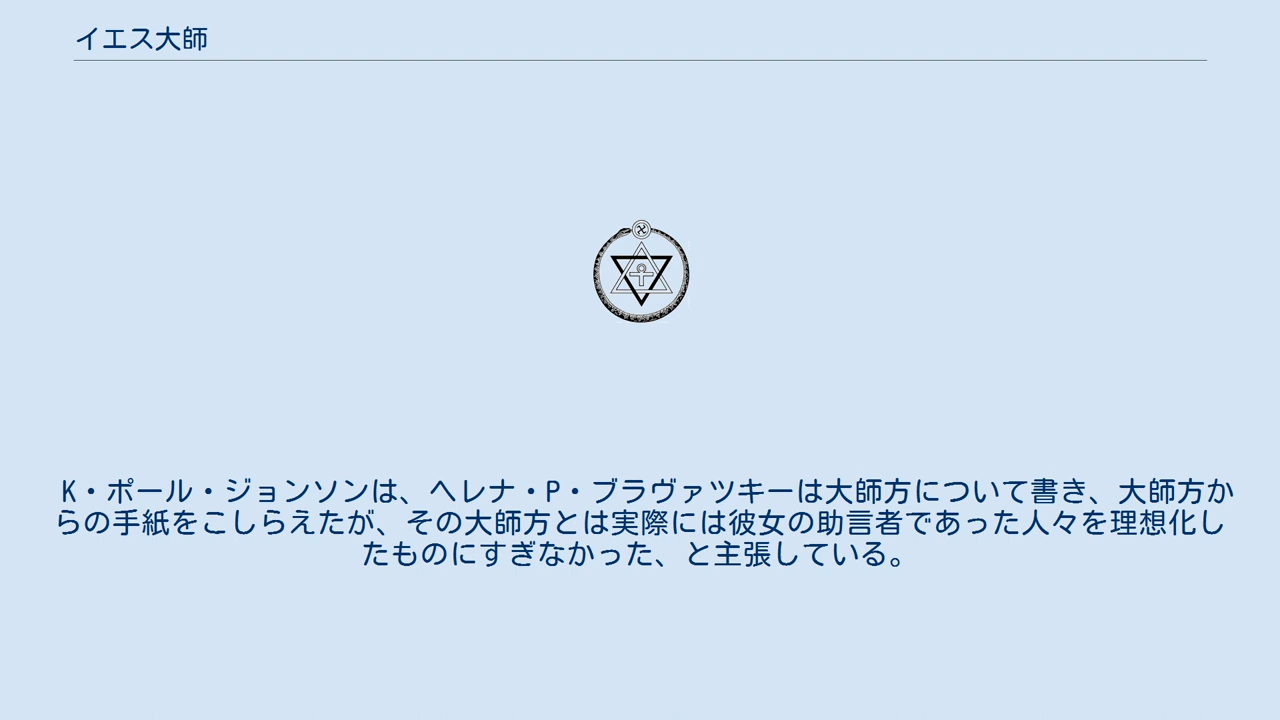 イエス大師
K・ポール・ジョンソンは、ヘレナ・P・ブラヴァツキーは大師方について書き、大師方か
らの手紙をこしらえたが、その大師方とは実際には彼女の助言者であった人々を理想化し
たものにすぎなかった、と主張している。